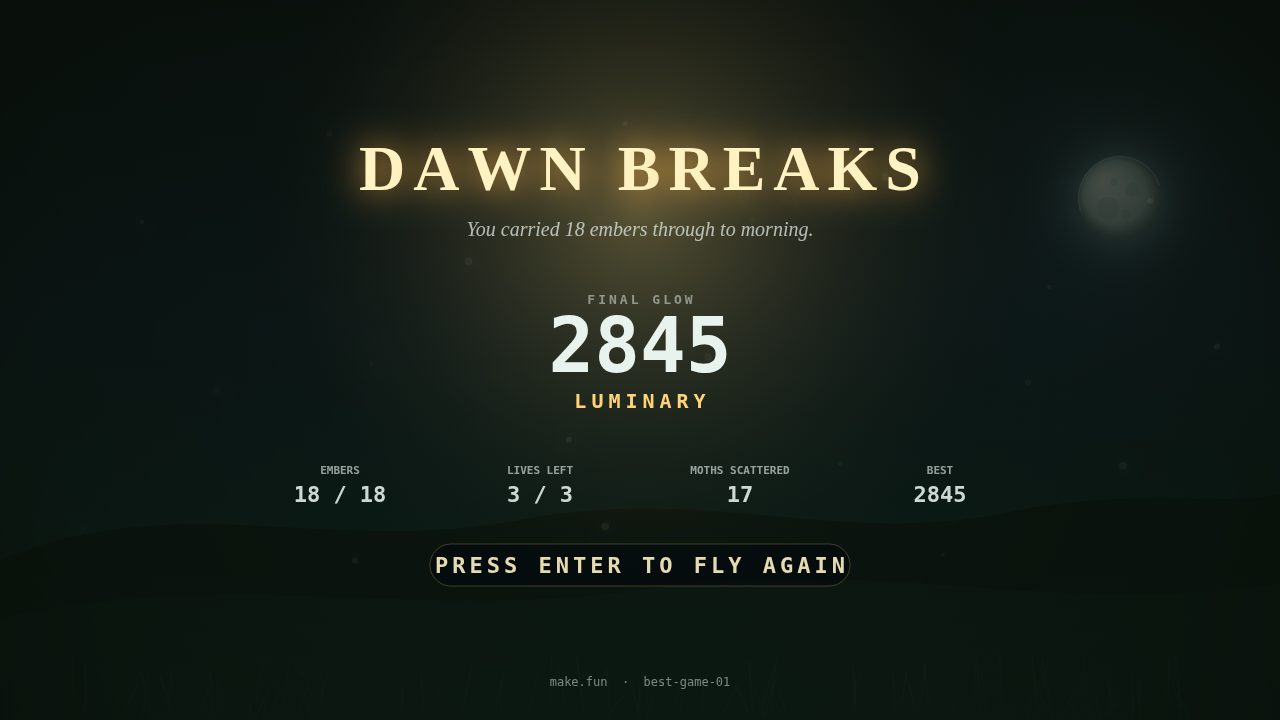 DAWN BREAKS
You carried 18 embers through to morning.
FINAL GLOW
2845
LUMINARY
EMBERS LIVES LEFT MOTHS SCATTERED BEST
18 / 18 3 / 3 17 2845
PRESS ENTER TO FLY AGAIN
make.fun · best-game-01